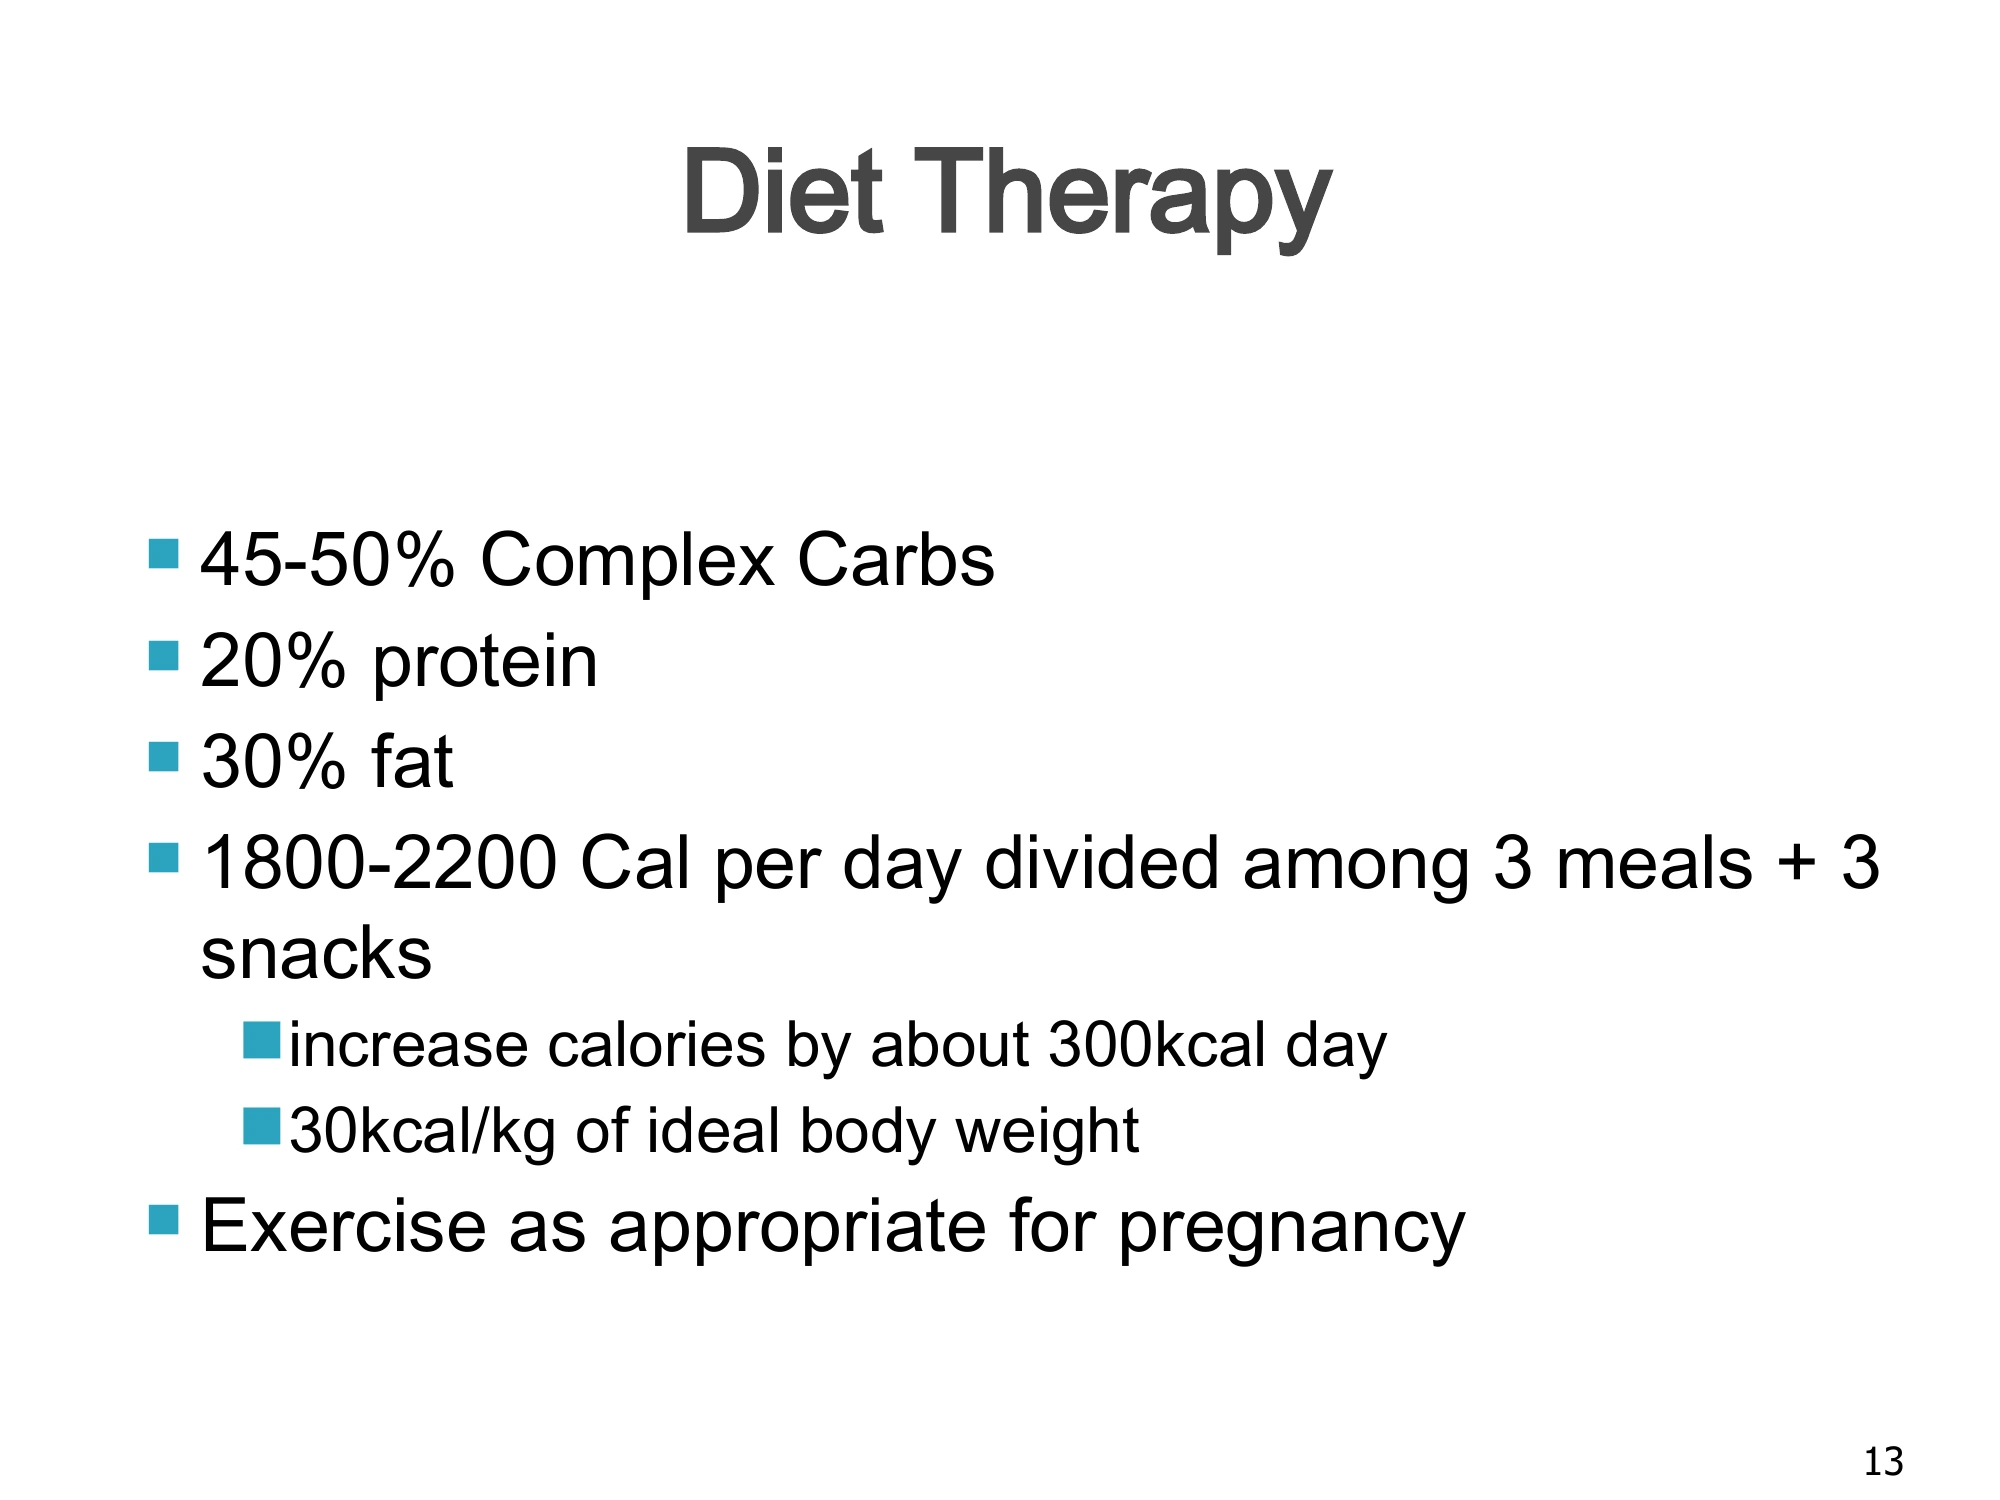 Diet Therapy
45-50% Complex Carbs
20% protein
30% fat
1800-2200 Cal per day divided among 3 meals + 3
snacks
increase calories by about 300kcal day
30kcal/kg of ideal body weight
Exercise as appropriate for pregnancy
13